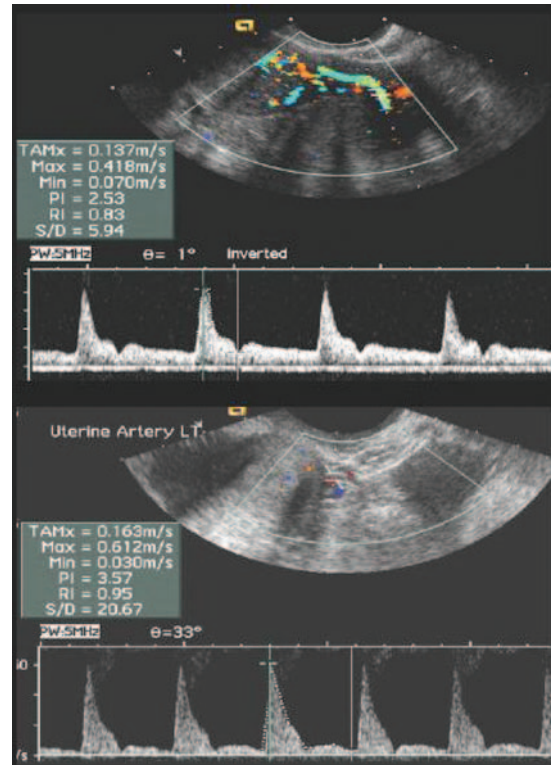 TAMx = 0.137m/s
Max = 0.418m/s
Min = 0.070m/s
PI = 2.53
RI = 0.83
S/D = 5.94
PW:5MHz θ= 1° Inverted
Uterine Artery LT
TAMx = 0.163m/s
Max = 0.612m/s
Min = 0.030m/s
PI = 3.57
RI = 0.95
S/D = 20.67
PW:5MHz θ=33°